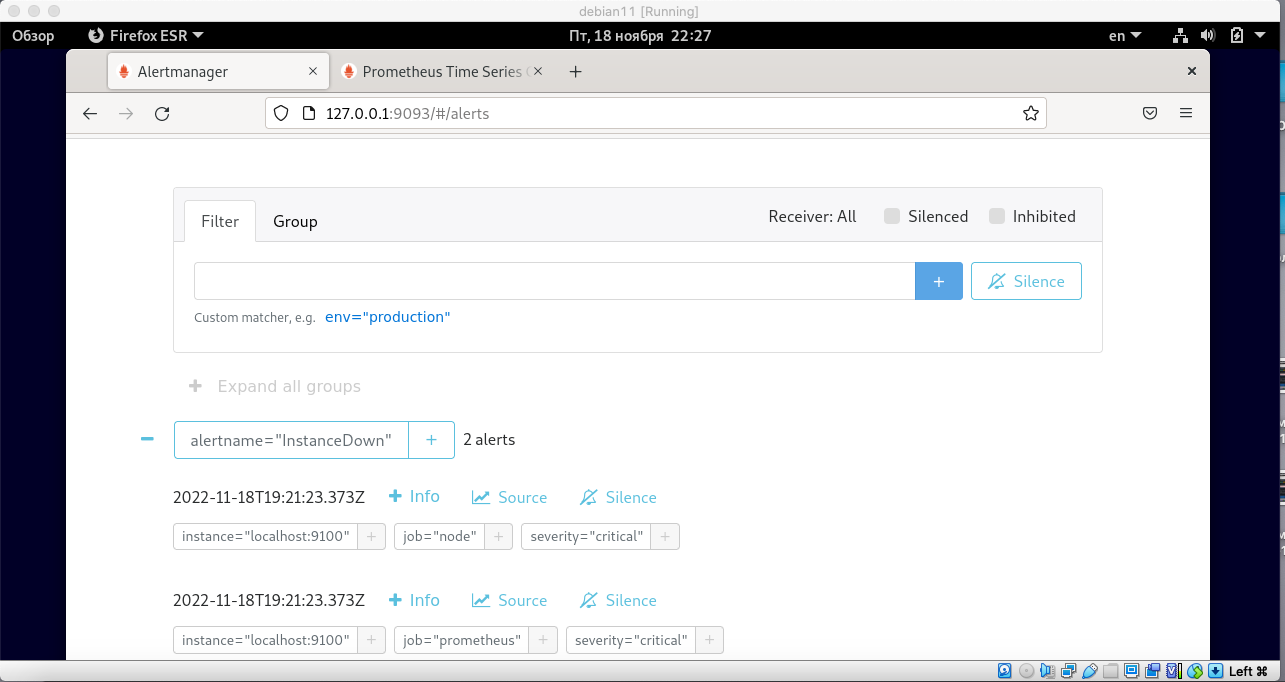 debian11 [Running]
Обзор Firefox ESR Пт, 18 ноября 22:27 en
Alertmanager Prometheus Time Series
127.0.0.1:9093/#/alerts
Filter Group Receiver: All Silenced Inhibited
+ Silence
Custom matcher, e.g. env="production"
+ Expand all groups
alertname="InstanceDown" + 2 alerts
2022-11-18T19:21:23.373Z + Info Source Silence
instance="localhost:9100" + job="node" + severity="critical" +
2022-11-18T19:21:23.373Z + Info Source Silence
instance="localhost:9100" + job="prometheus" + severity="critical" +
Left ⌘